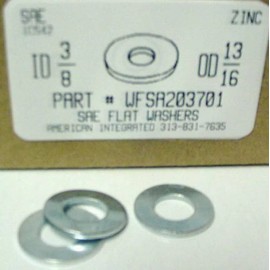 SAE ZINC
ID 3/8 OD 13/16
PART # WFSA203701
SAE FLAT WASHERS
AMERICAN INTEGRATED 313-831-7635